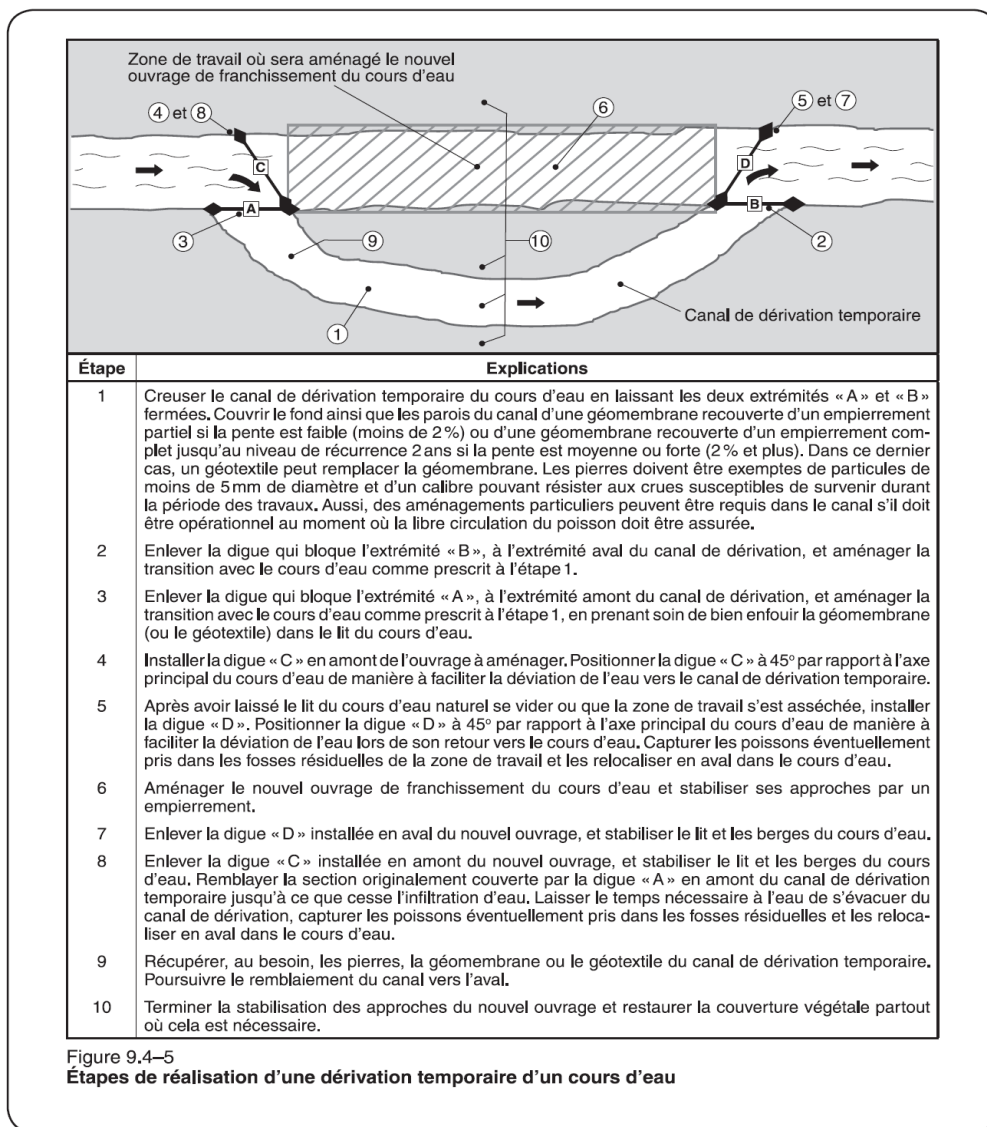 Zone de travail où sera aménagé le nouvel
ouvrage de franchissement du cours d'eau
4 et 8
6
5 et 7
C
D
A
B
3
9
10
2
1
Canal de dérivation temporaire
Étape
Explications
1
Creuser le canal de dérivation temporaire du cours d'eau en laissant les deux extrémités « A » et « B »
fermées. Couvrir le fond ainsi que les parois du canal d'une géomembrane recouverte d'un empierrement
partiel si la pente est faible (moins de 2 %) ou d'une géomembrane recouverte d'un empierrement com-
plet jusqu'au niveau de récurrence 2 ans si la pente est moyenne ou forte (2 % et plus). Dans ce dernier
cas, un géotextile peut remplacer la géomembrane. Les pierres doivent être exemptes de particules de
moins de 5 mm de diamètre et d'un calibre pouvant résister aux crues susceptibles de survenir durant
la période des travaux. Aussi, des aménagements particuliers peuvent être requis dans le canal s'il doit
être opérationnel au moment où la libre circulation du poisson doit être assurée.
2
Enlever la digue qui bloque l'extrémité « B », à l'extrémité aval du canal de dérivation, et aménager la
transition avec le cours d'eau comme prescrit à l'étape 1.
3
Enlever la digue qui bloque l'extrémité « A », à l'extrémité amont du canal de dérivation, et aménager la
transition avec le cours d'eau comme prescrit à l'étape 1, en prenant soin de bien enfouir la géomembrane
(ou le géotextile) dans le lit du cours d'eau.
4
Installer la digue « C » en amont de l'ouvrage à aménager. Positionner la digue « C » à 45° par rapport à l'axe
principal du cours d'eau de manière à faciliter la déviation de l'eau vers le canal de dérivation temporaire.
5
Après avoir laissé le lit du cours d'eau naturel se vider ou que la zone de travail s'est asséchée, installer
la digue « D ». Positionner la digue « D » à 45° par rapport à l'axe principal du cours d'eau de manière à
faciliter la déviation de l'eau lors de son retour vers le cours d'eau. Capturer les poissons éventuellement
pris dans les fosses résiduelles de la zone de travail et les relocaliser en aval dans le cours d'eau.
6
Aménager le nouvel ouvrage de franchissement du cours d'eau et stabiliser ses approches par un
empierrement.
7
Enlever la digue « D » installée en aval du nouvel ouvrage, et stabiliser le lit et les berges du cours d'eau.
8
Enlever la digue « C » installée en amont du nouvel ouvrage, et stabiliser le lit et les berges du cours
d'eau. Remblayer la section originalement couverte par la digue « A » en amont du canal de dérivation
temporaire jusqu'à ce que cesse l'infiltration d'eau. Laisser le temps nécessaire à l'eau de s'évacuer du
canal de dérivation, capturer les poissons éventuellement pris dans les fosses résiduelles et les reloca-
liser en aval dans le cours d'eau.
9
Récupérer, au besoin, les pierres, la géomembrane ou le géotextile du canal de dérivation temporaire.
Poursuivre le remblaiement du canal vers l'aval.
10
Terminer la stabilisation des approches du nouvel ouvrage et restaurer la couverture végétale partout
où cela est nécessaire.
Figure 9.4–5
Étapes de réalisation d'une dérivation temporaire d'un cours d'eau